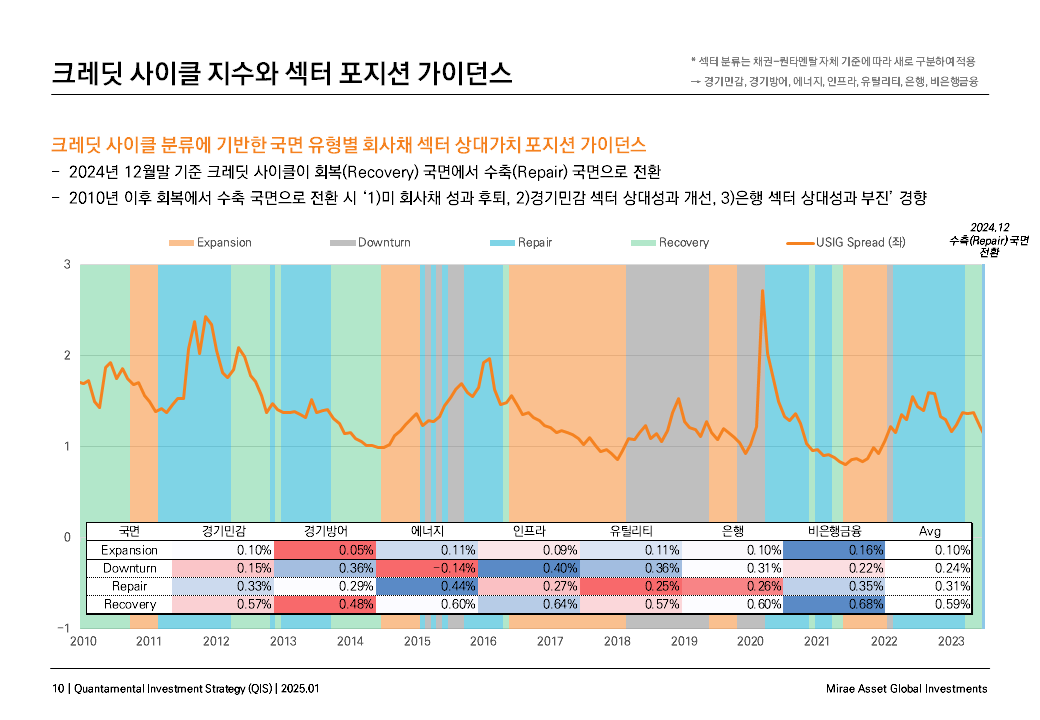 크레딧 사이클 지수와 섹터 포지션 가이던스
* 섹터 분류는 채권-퀀타멘탈 자체 기준에 따라 새로 구분하여 적용
→ 경기민감, 경기방어, 에너지, 인프라, 유틸리티, 은행, 비은행금융
크레딧 사이클 분류에 기반한 국면 유형별 회사채 섹터 상대가치 포지션 가이던스
- 2024년 12월말 기준 크레딧 사이클이 회복(Recovery) 국면에서 수축(Repair) 국면으로 전환
- 2010년 이후 회복에서 수축 국면으로 전환 시 '1)미 회사채 성과 후퇴, 2)경기민감 섹터 상대성과 개선, 3)은행 섹터 상대성과 부진' 경향
2024.12
수축(Repair) 국면
전환
Expansion Downturn Repair Recovery USIG Spread (좌)
3
2
1
0
-1
국면 경기민감 경기방어 에너지 인프라 유틸리티 은행 비은행금융 Avg
Expansion 0.10% 0.05% 0.11% 0.09% 0.11% 0.10% 0.16% 0.10%
Downturn 0.15% 0.36% -0.14% 0.40% 0.36% 0.31% 0.22% 0.24%
Repair 0.33% 0.29% 0.44% 0.27% 0.25% 0.26% 0.35% 0.31%
Recovery 0.57% 0.48% 0.60% 0.64% 0.57% 0.60% 0.68% 0.59%
2010 2011 2012 2013 2014 2015 2016 2017 2018 2019 2020 2021 2022 2023
10 | Quantamental Investment Strategy (QIS) | 2025.01
Mirae Asset Global Investments